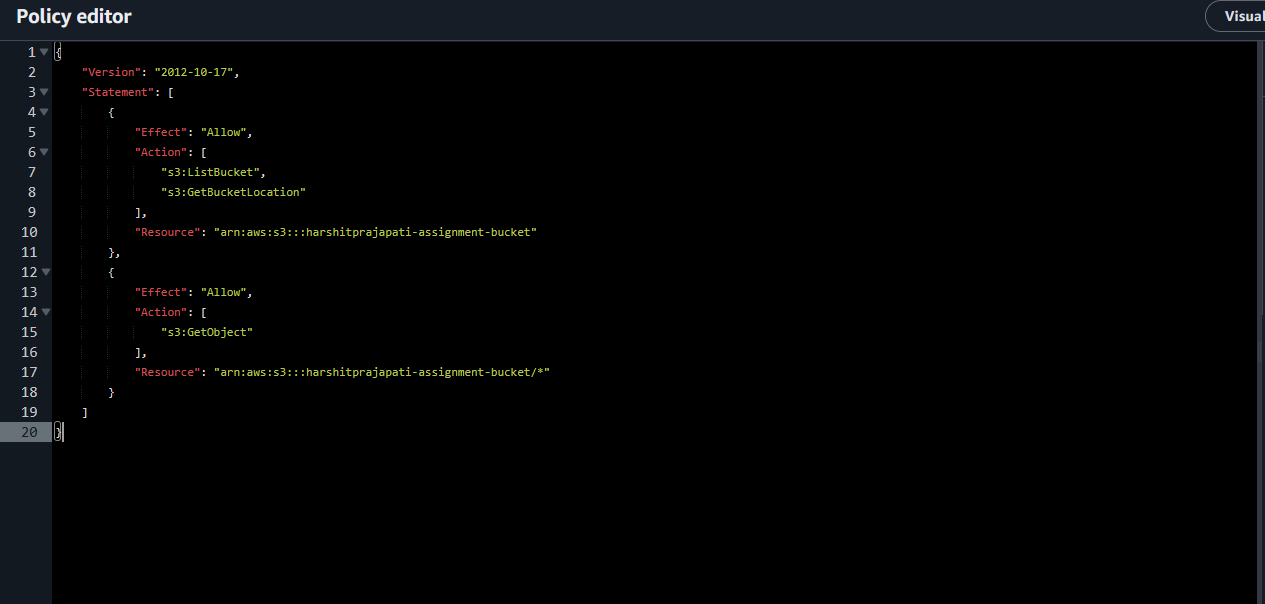 Policy editor
Visual
1 {
2 "Version": "2012-10-17",
3 "Statement": [
4 {
5 "Effect": "Allow",
6 "Action": [
7 "s3:ListBucket",
8 "s3:GetBucketLocation"
9 ],
10 "Resource": "arn:aws:s3:::harshitprajapati-assignment-bucket"
11 },
12 {
13 "Effect": "Allow",
14 "Action": [
15 "s3:GetObject"
16 ],
17 "Resource": "arn:aws:s3:::harshitprajapati-assignment-bucket/*"
18 }
19 ]
20 }